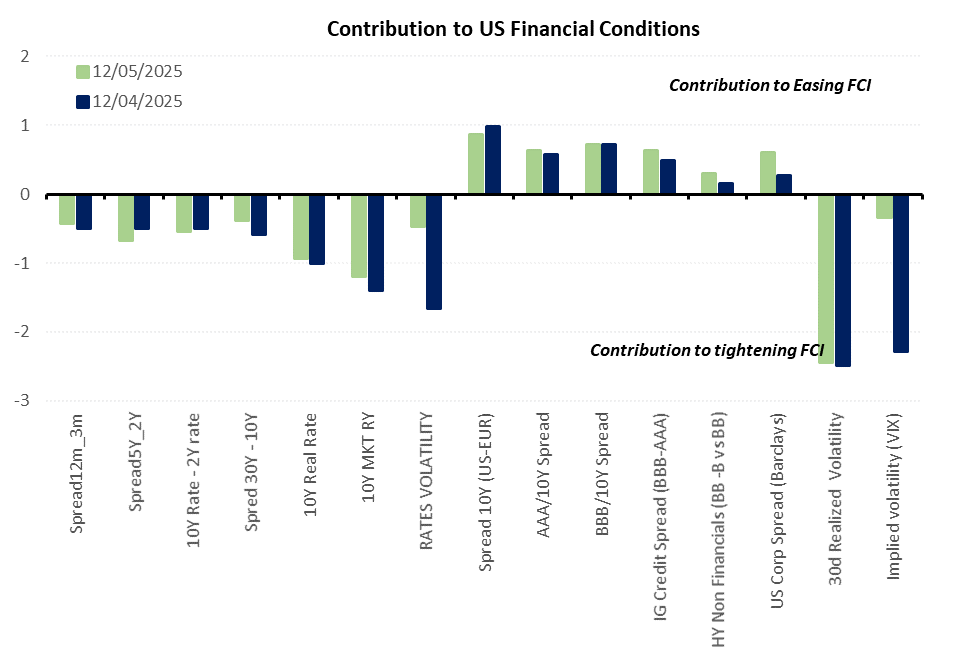 Contribution to US Financial Conditions
2
12/05/2025
Contribution to Easing FCI
12/04/2025
1
0
-1
-2
Contribution to tightening FCI
-3
Spread12m_3m
Spread5Y_2Y
10Y Rate - 2Y rate
Spred 30Y - 10Y
10Y Real Rate
10Y MKT RY
RATES VOLATILITY
Spread 10Y (US-EUR)
AAA/10Y Spread
BBB/10Y Spread
IG Credit Spread (BBB-AAA)
HY Non Financials (BB -B vsBB)
US Corp Spread (Barclays)
30d Realized Volatility
Implied volatility (VIX)